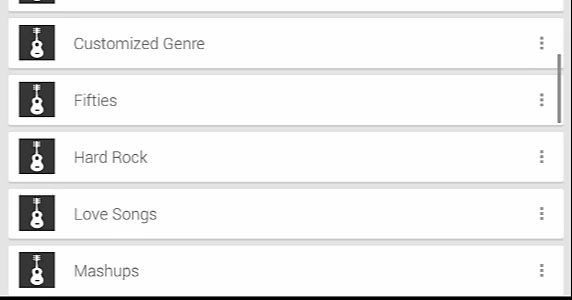 Customized Genre
Fifties
Hard Rock
Love Songs
Mashups